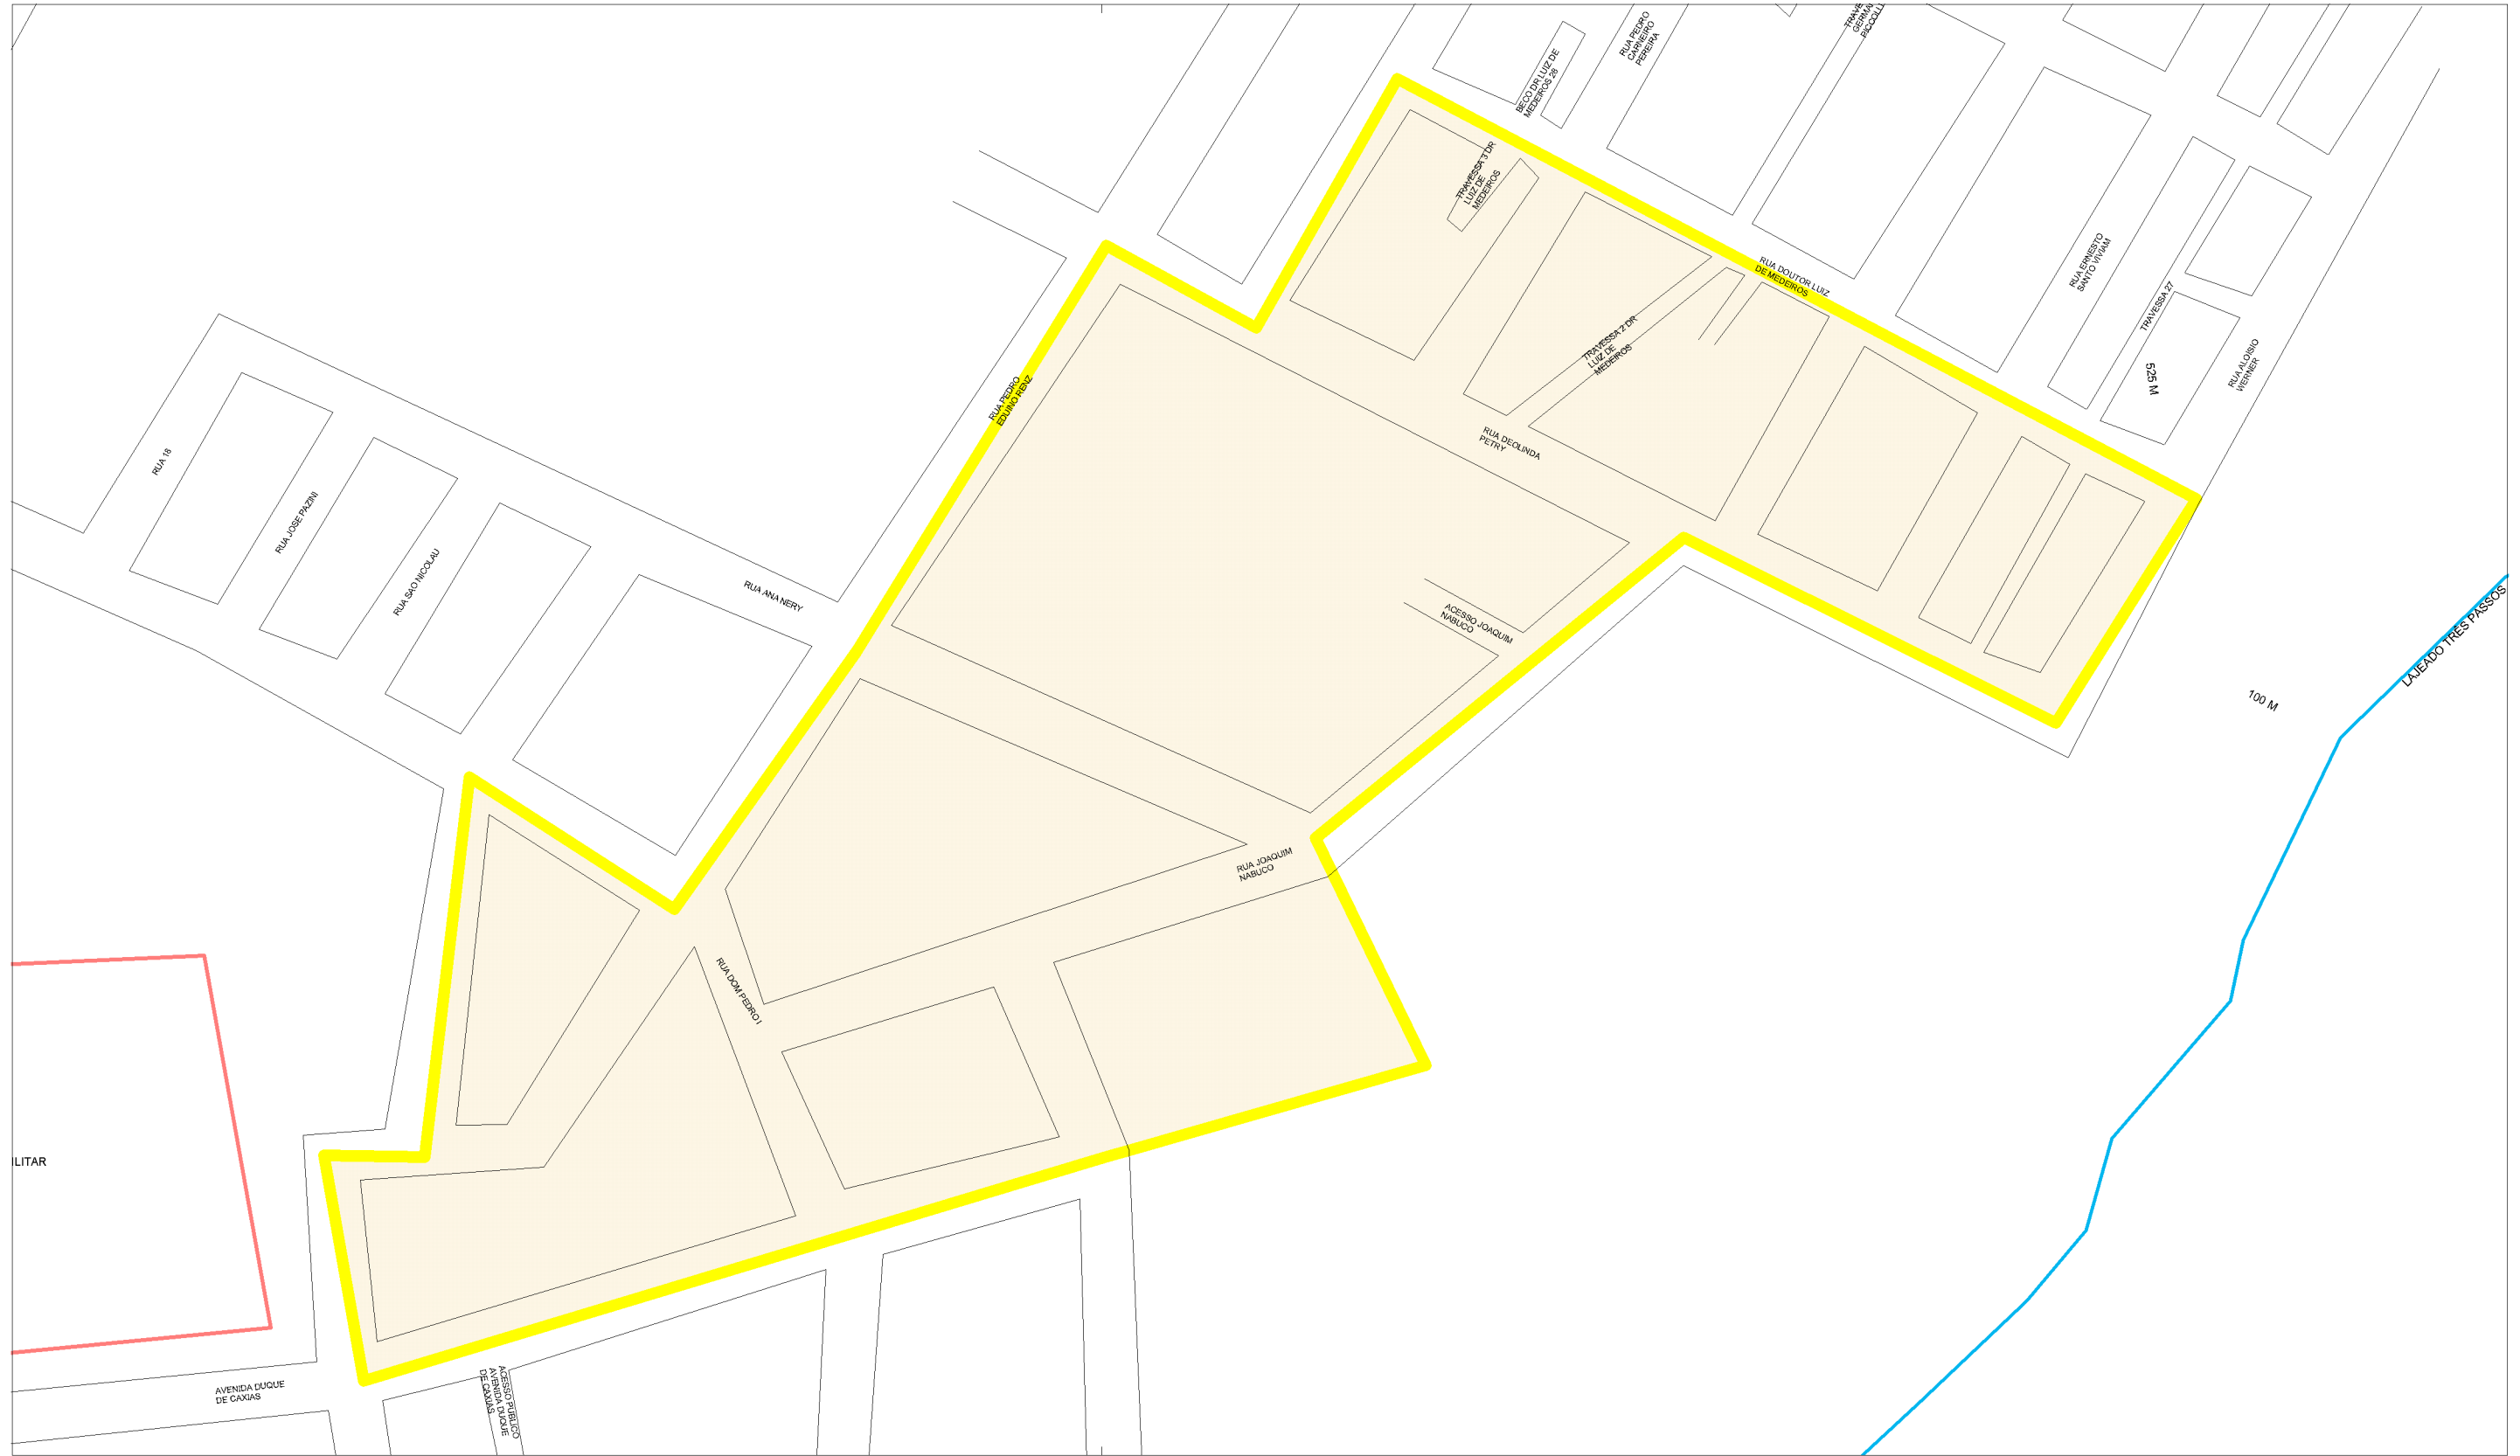 BECO DR LUIZ DE
MEDEIROS 28
RUA PEDRO
CARNEIRO
PEREIRA
TRAVESSA 3 DR
LUIZ DE
MEDEIROS
RUA DOUTOR LUIZ
DE MEDEIROS
RUA ERNESTO
SANTO VIVIAM
TRAVESSA 27
525 M
RUA ALOISIO
WERNER
TRAVESSA 2 DR
LUIZ DE
MEDEIROS
RUA PEDRO
EDUINO RENZ
RUA DEOLINDA
PETRY
RUA 18
RUA JOSE PAZINI
RUA SAO NICOLAU
RUA ANA NERY
ACESSO JOAQUIM
NABUCO
LAJEADO TRÊS PASSOS
100 M
RUA JOAQUIM
NABUCO
RUA DOM PEDRO I
ILITAR
AVENIDA DUQUE
DE CAXIAS
ACESSO PUBLICO
AVENIDA DUQUE
DE CAXIAS